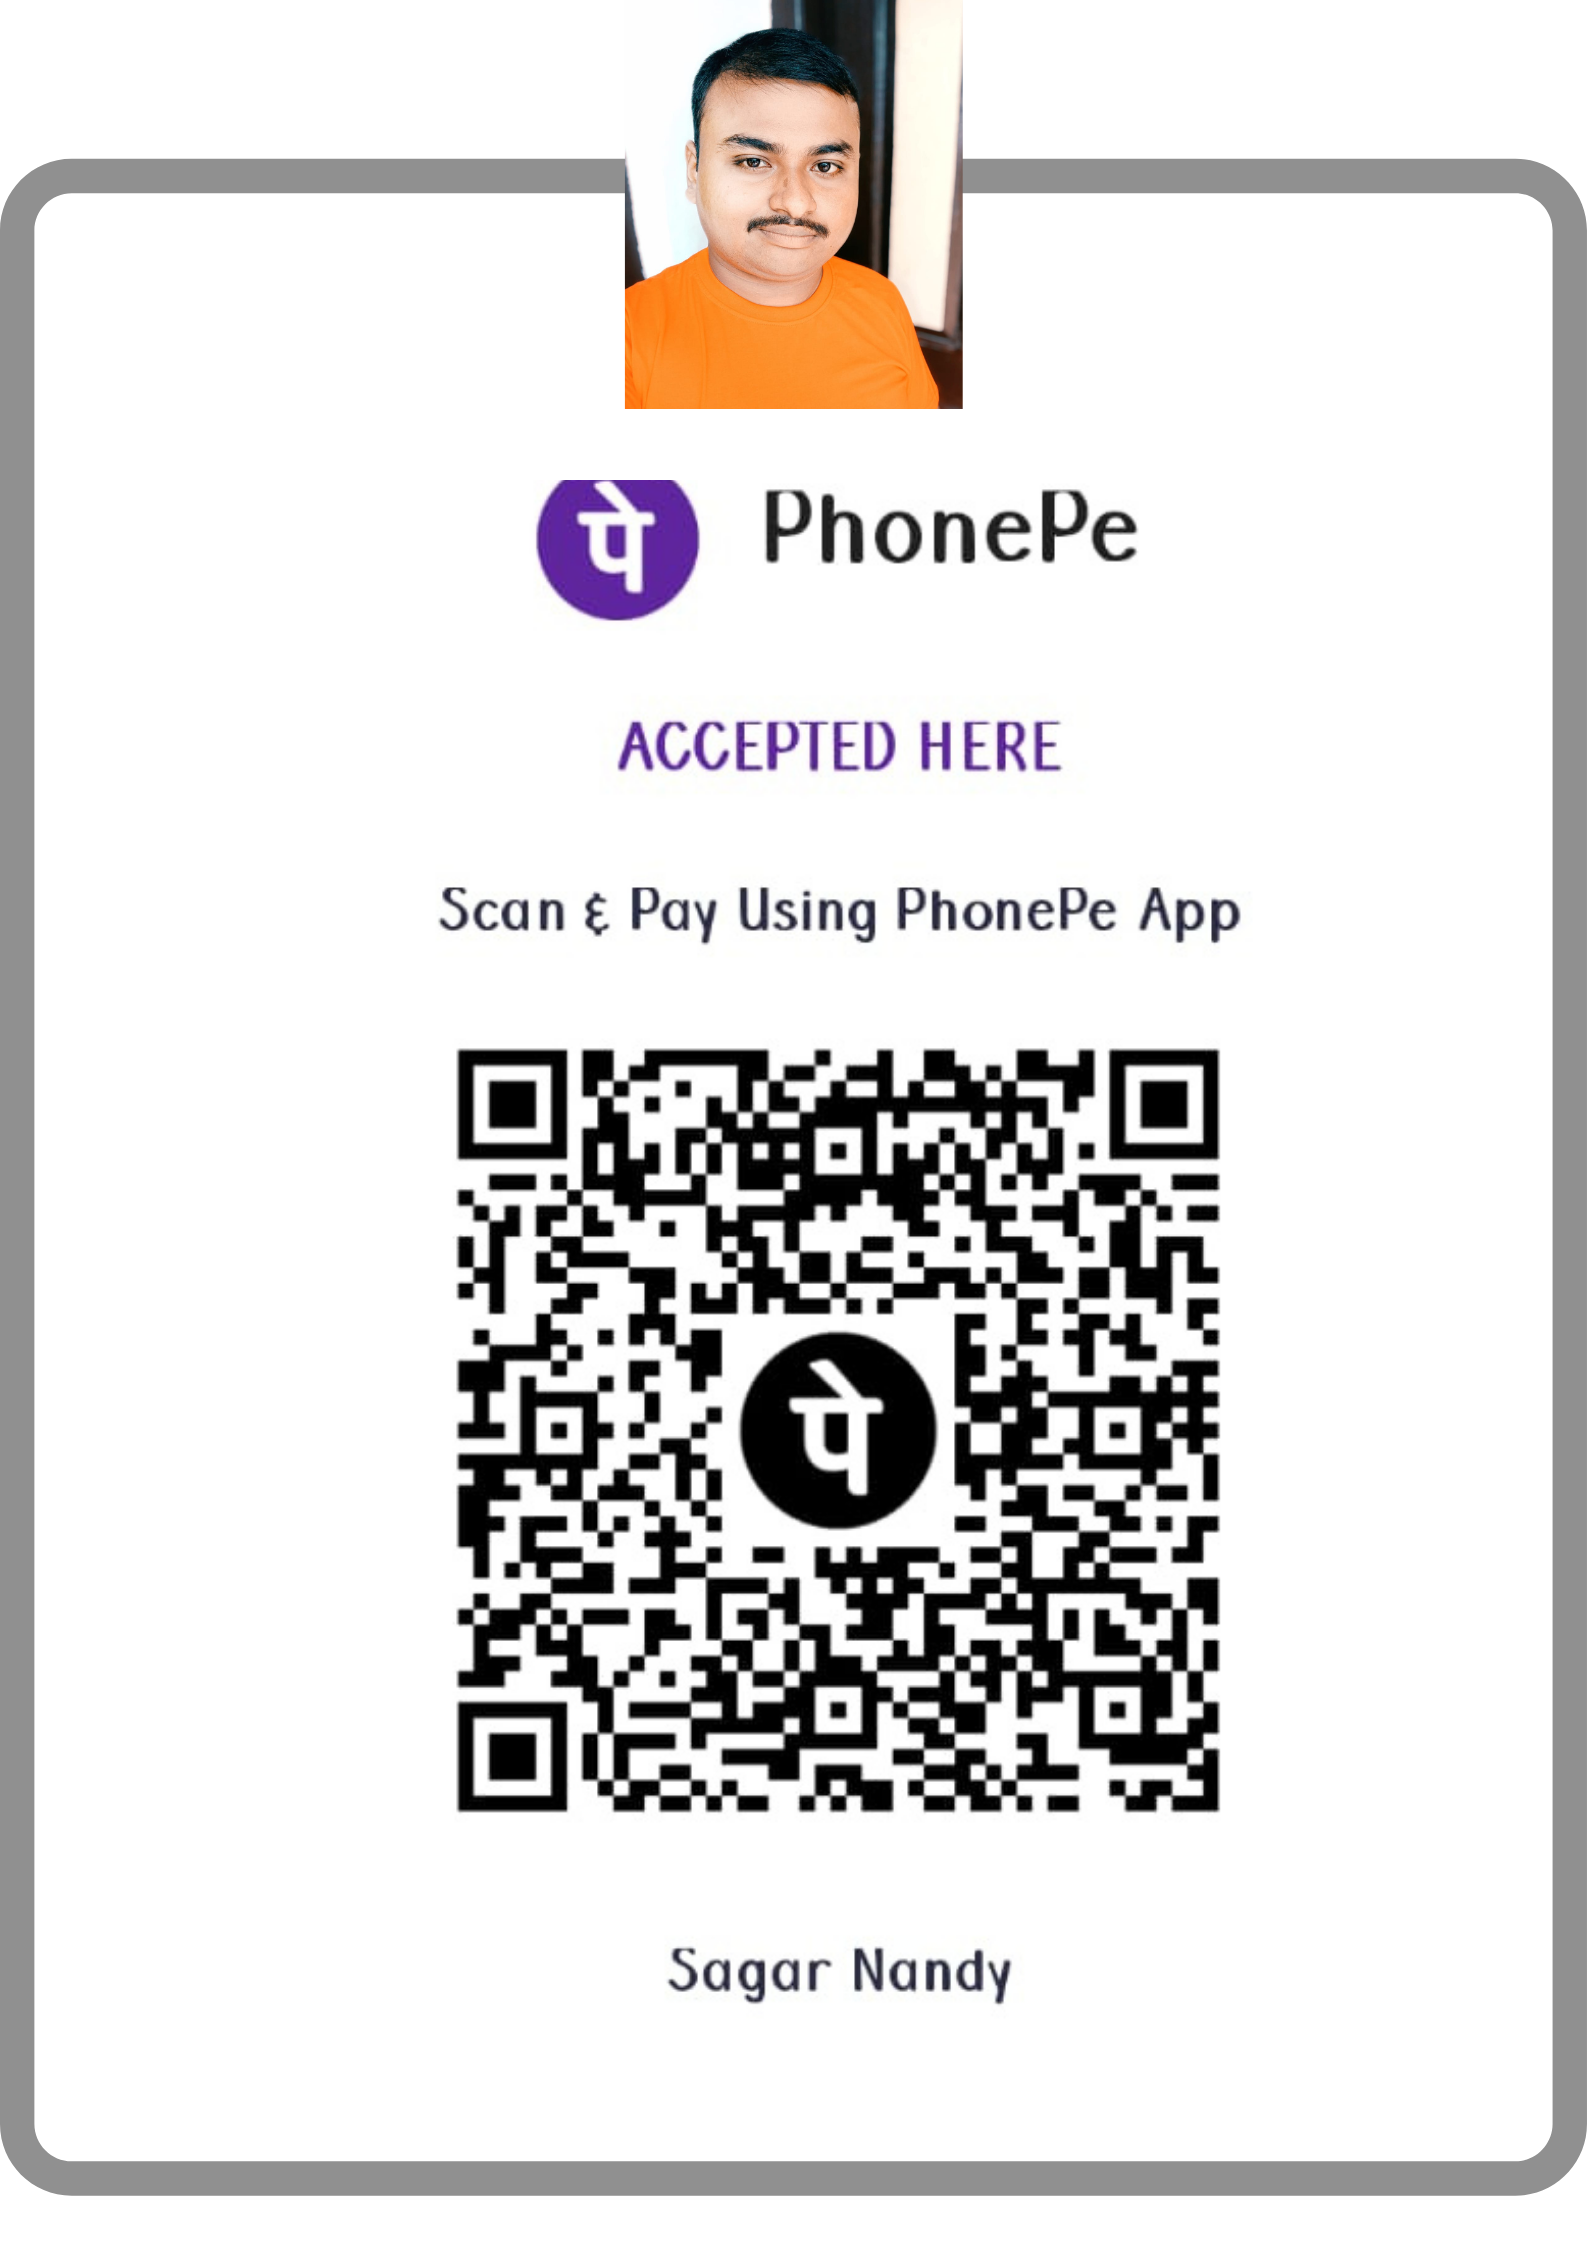 पे PhonePe
ACCEPTED HERE
Scan & Pay Using PhonePe App
पे
Sagar Nandy